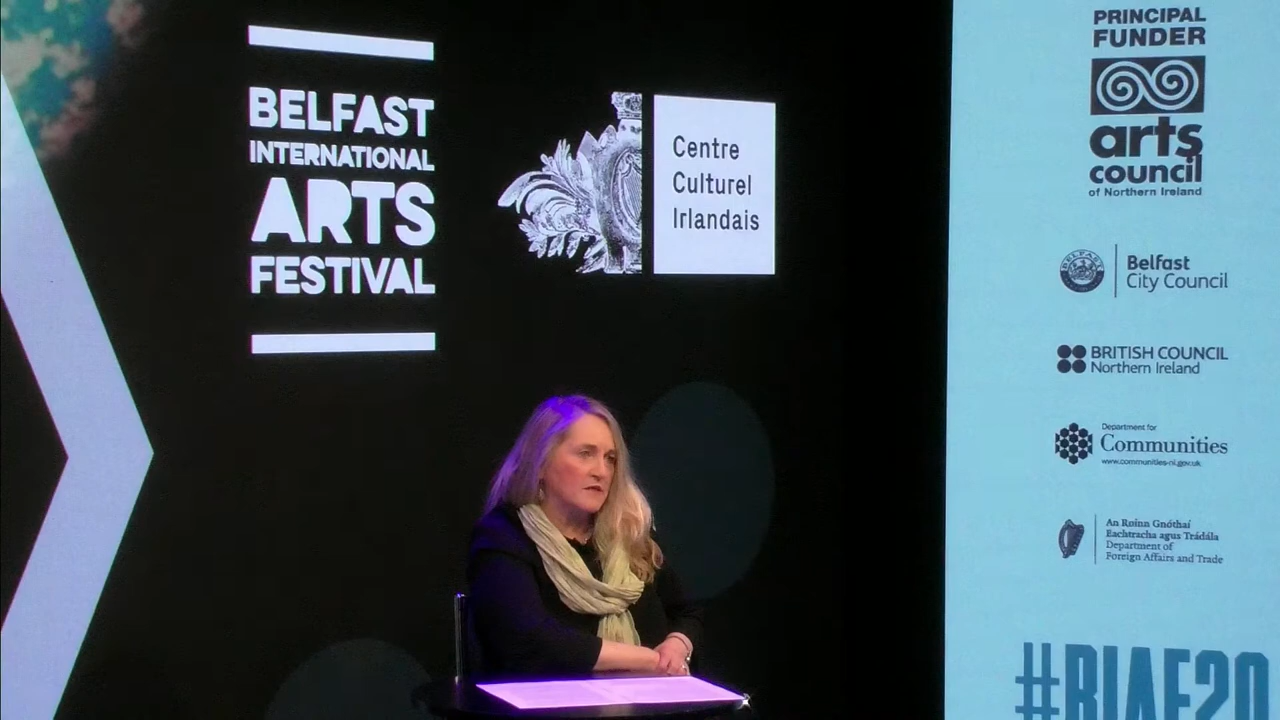 BELFAST
INTERNATIONAL
ARTS
FESTIVAL
Centre
Culturel
Irlandais
PRINCIPAL
FUNDER
arts
council
of Northern Ireland
Belfast
City Council
BRITISH COUNCIL
Northern Ireland
Department for
Communities
www.communities-ni.gov.uk
An Roinn Gnóthaí
Eachtracha agus Trádála
Department of
Foreign Affairs and Trade
#BIAF20